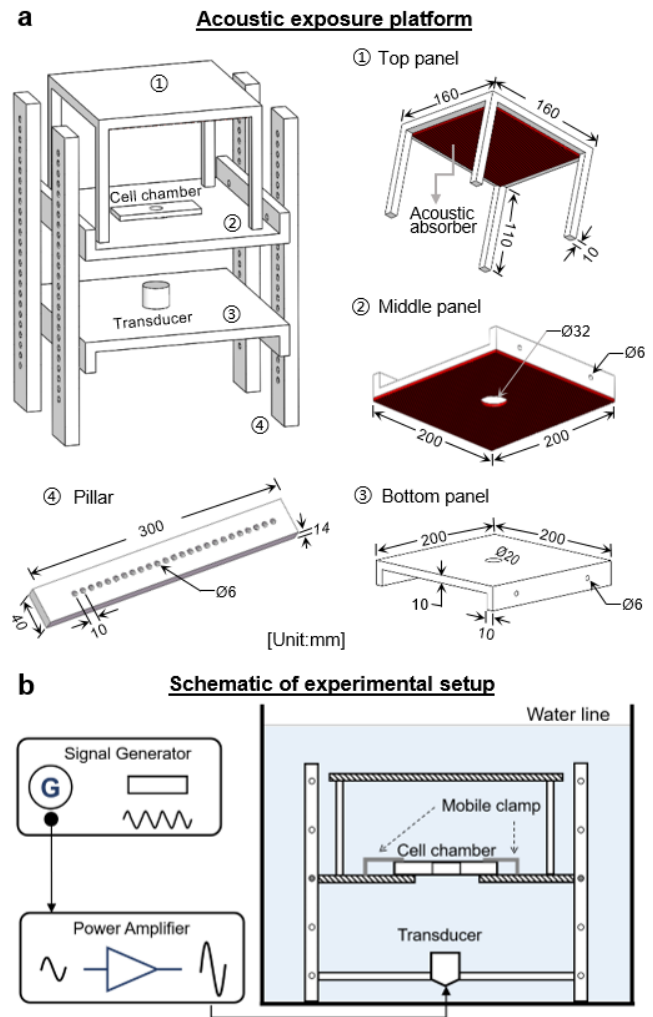 a
Acoustic exposure platform
①
Cell chamber
②
Transducer
③
④
① Top panel
160
160
Acoustic
absorber
110
10
② Middle panel
Ø32
Ø6
200
200
④ Pillar
300
14
Ø6
40
10
[Unit:mm]
③ Bottom panel
200
200
Ø20
10
Ø6
10
b
Schematic of experimental setup
Signal Generator
G
Power Amplifier
Water line
Mobile clamp
Cell chamber
Transducer